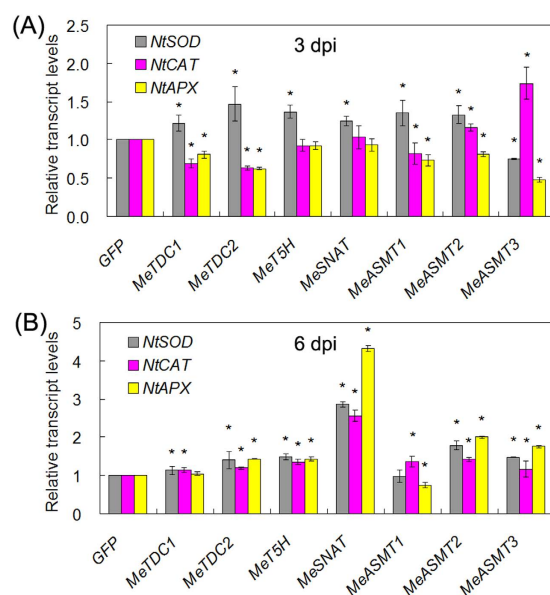 (A)
3 dpi
NtSOD
NtCAT
NtAPX
Relative transcript levels
2.5
2.0
1.5
1.0
0.5
0.0
* * * * * * * * * * * * * * * *
GFP
MeTDC1
MeTDC2
MeT5H
MeSNAT
MeASMT1
MeASMT2
MeASMT3
(B)
6 dpi
NtSOD
NtCAT
NtAPX
Relative transcript levels
5
4
3
2
1
0
* * * * * * * * * * * * * * * * * * *
GFP
MeTDC1
MeTDC2
MeT5H
MeSNAT
MeASMT1
MeASMT2
MeASMT3